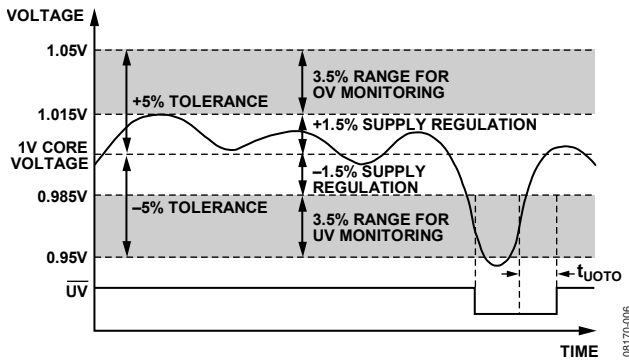 VOLTAGE
1.05V
3.5% RANGE FOR
OV MONITORING
+5% TOLERANCE
1.015V
+1.5% SUPPLY REGULATION
1V CORE
VOLTAGE
–1.5% SUPPLY
REGULATION
0.985V
–5% TOLERANCE
3.5% RANGE FOR
UV MONITORING
0.95V
tUOTO
UV
TIME
08170-006